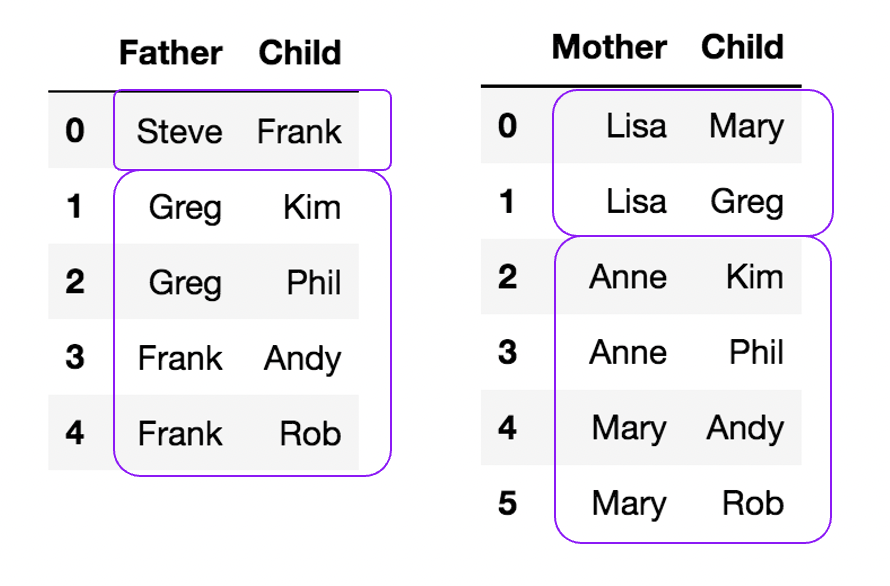 Father Child
0 Steve Frank
1 Greg Kim
2 Greg Phil
3 Frank Andy
4 Frank Rob
Mother Child
0 Lisa Mary
1 Lisa Greg
2 Anne Kim
3 Anne Phil
4 Mary Andy
5 Mary Rob